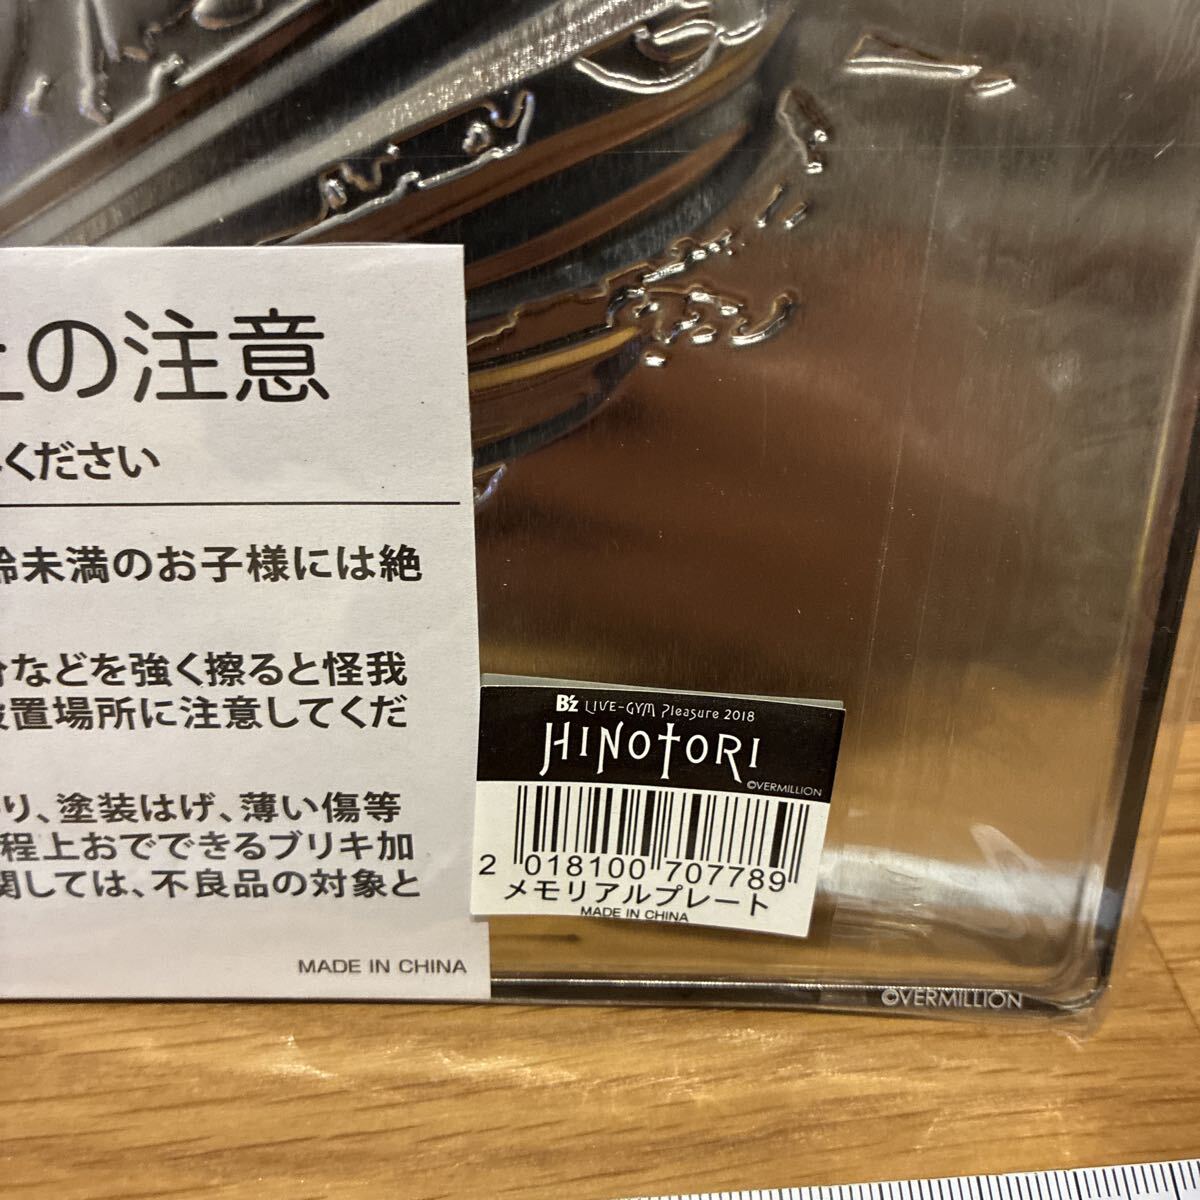 の注意
ください
未満のお子様には絶
などを強く擦ると怪我
置場所に注意してくだ
り、塗装はげ、薄い傷等
程上おでできるブリキ加
関しては、不良品の対象と
MADE IN CHINA
B'z LIVE-GYM Pleasure 2018
HINOTORI
©VERMILLION
2 018100 707789
メモリアルプレート
MADE IN CHINA
©VERMILLION